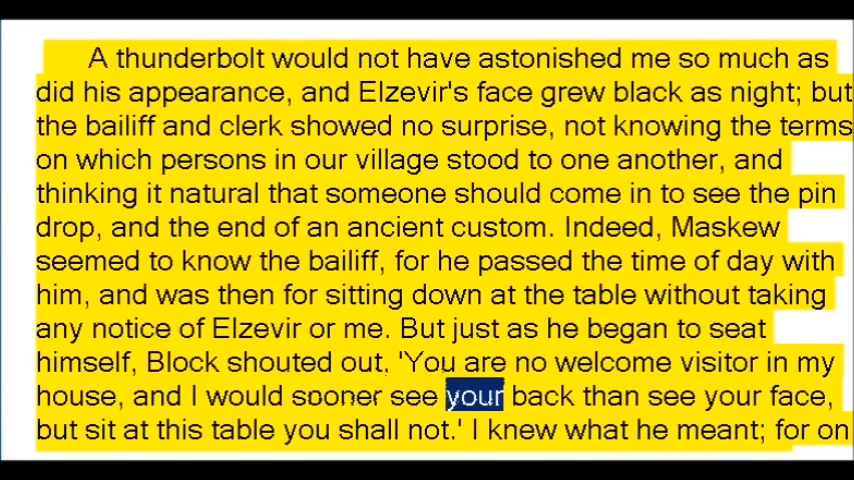 A thunderbolt would not have astonished me so much as
did his appearance, and Elzevir's face grew black as night; but
the bailiff and clerk showed no surprise, not knowing the terms
on which persons in our village stood to one another, and
thinking it natural that someone should come in to see the pin
drop, and the end of an ancient custom. Indeed, Maskew
seemed to know the bailiff, for he passed the time of day with
him, and was then for sitting down at the table without taking
any notice of Elzevir or me. But just as he began to seat
himself, Block shouted out, 'You are no welcome visitor in my
house, and I would sooner see your back than see your face,
but sit at this table you shall not.' I knew what he meant; for on